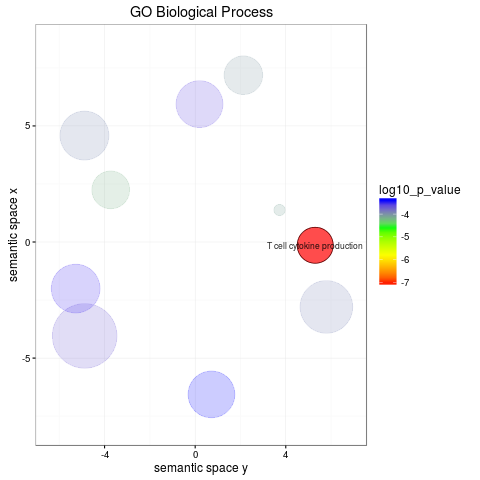 GO Biological Process
5
0
-5
semantic space x
T cell cytokine production
-4
0
4
semantic space y
log10_p_value
-4
-5
-6
-7